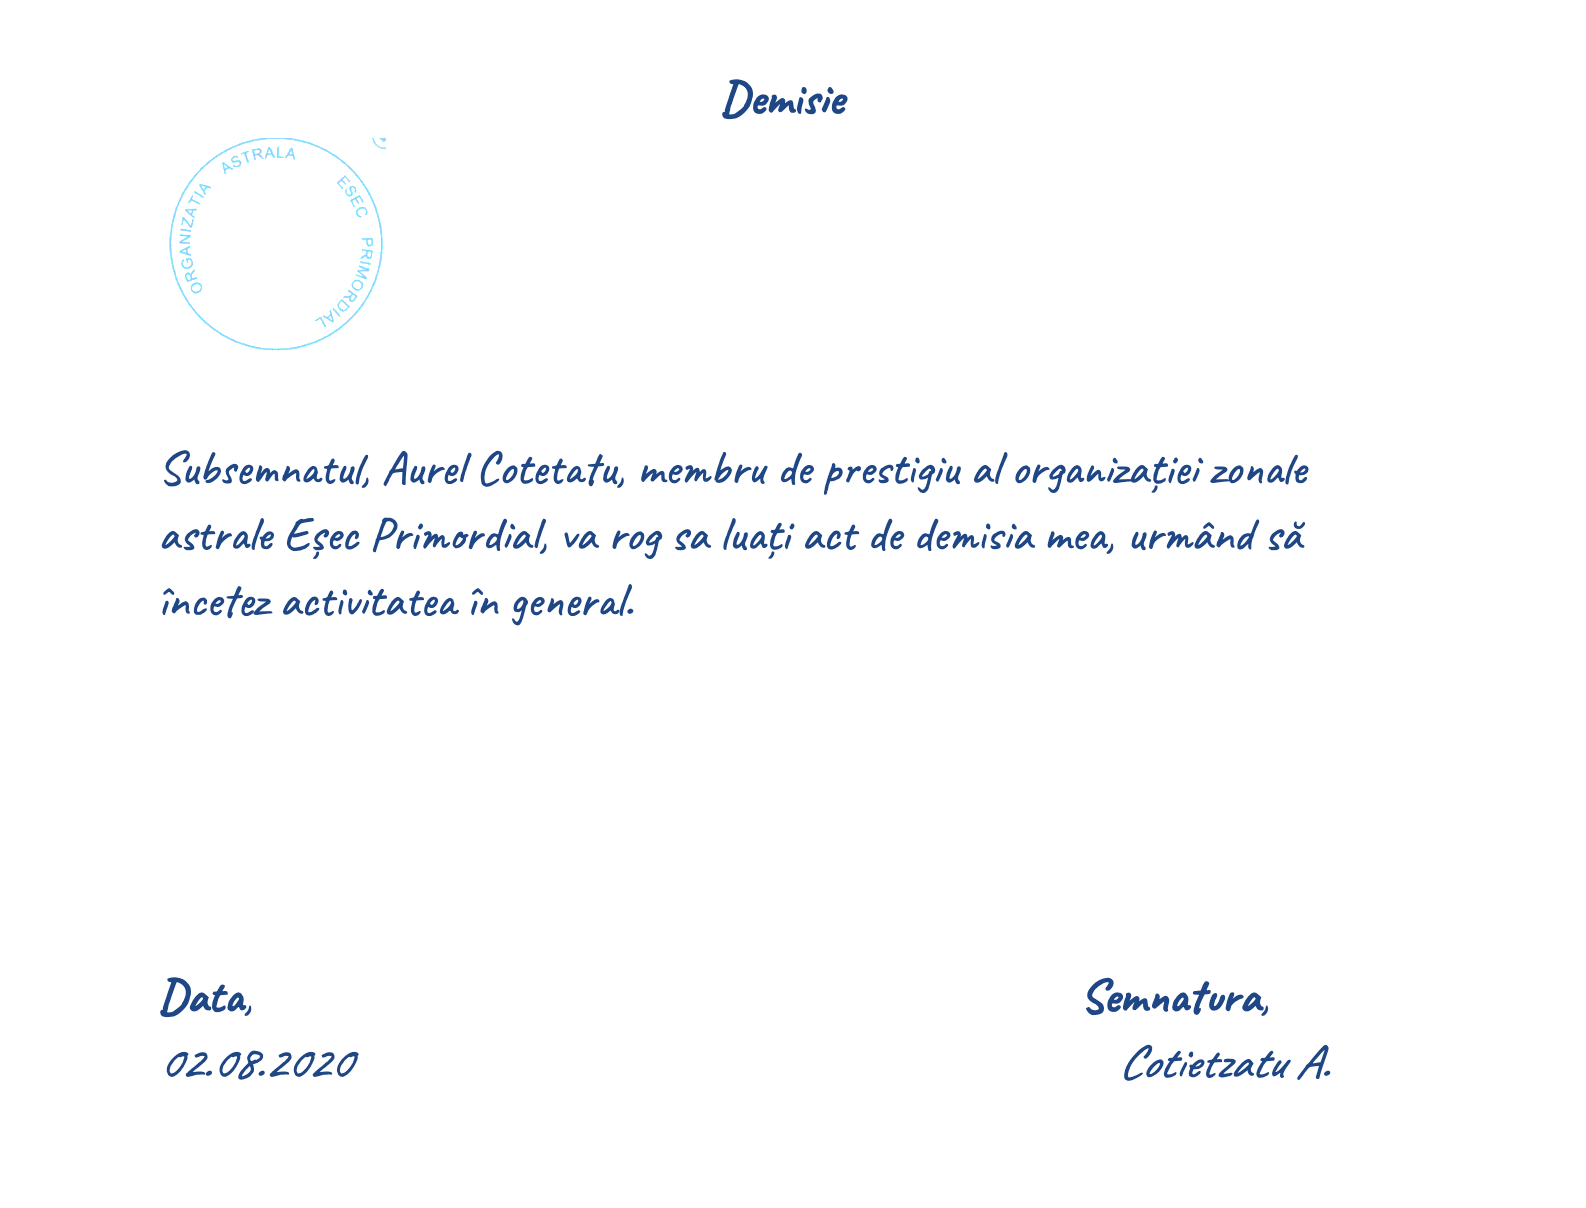 Demisie
ORGANIZATIA ASTRALA ESEC PRIMORDIAL
Subsemnatul, Aurel Cotetatu, membru de prestigiu al organizației zonale
astrale Eșec Primordial, va rog sa luați act de demisia mea, urmând să
încetez activitatea în general.
Data,
Semnatura,
02.08.2020
Cotietzatu A.